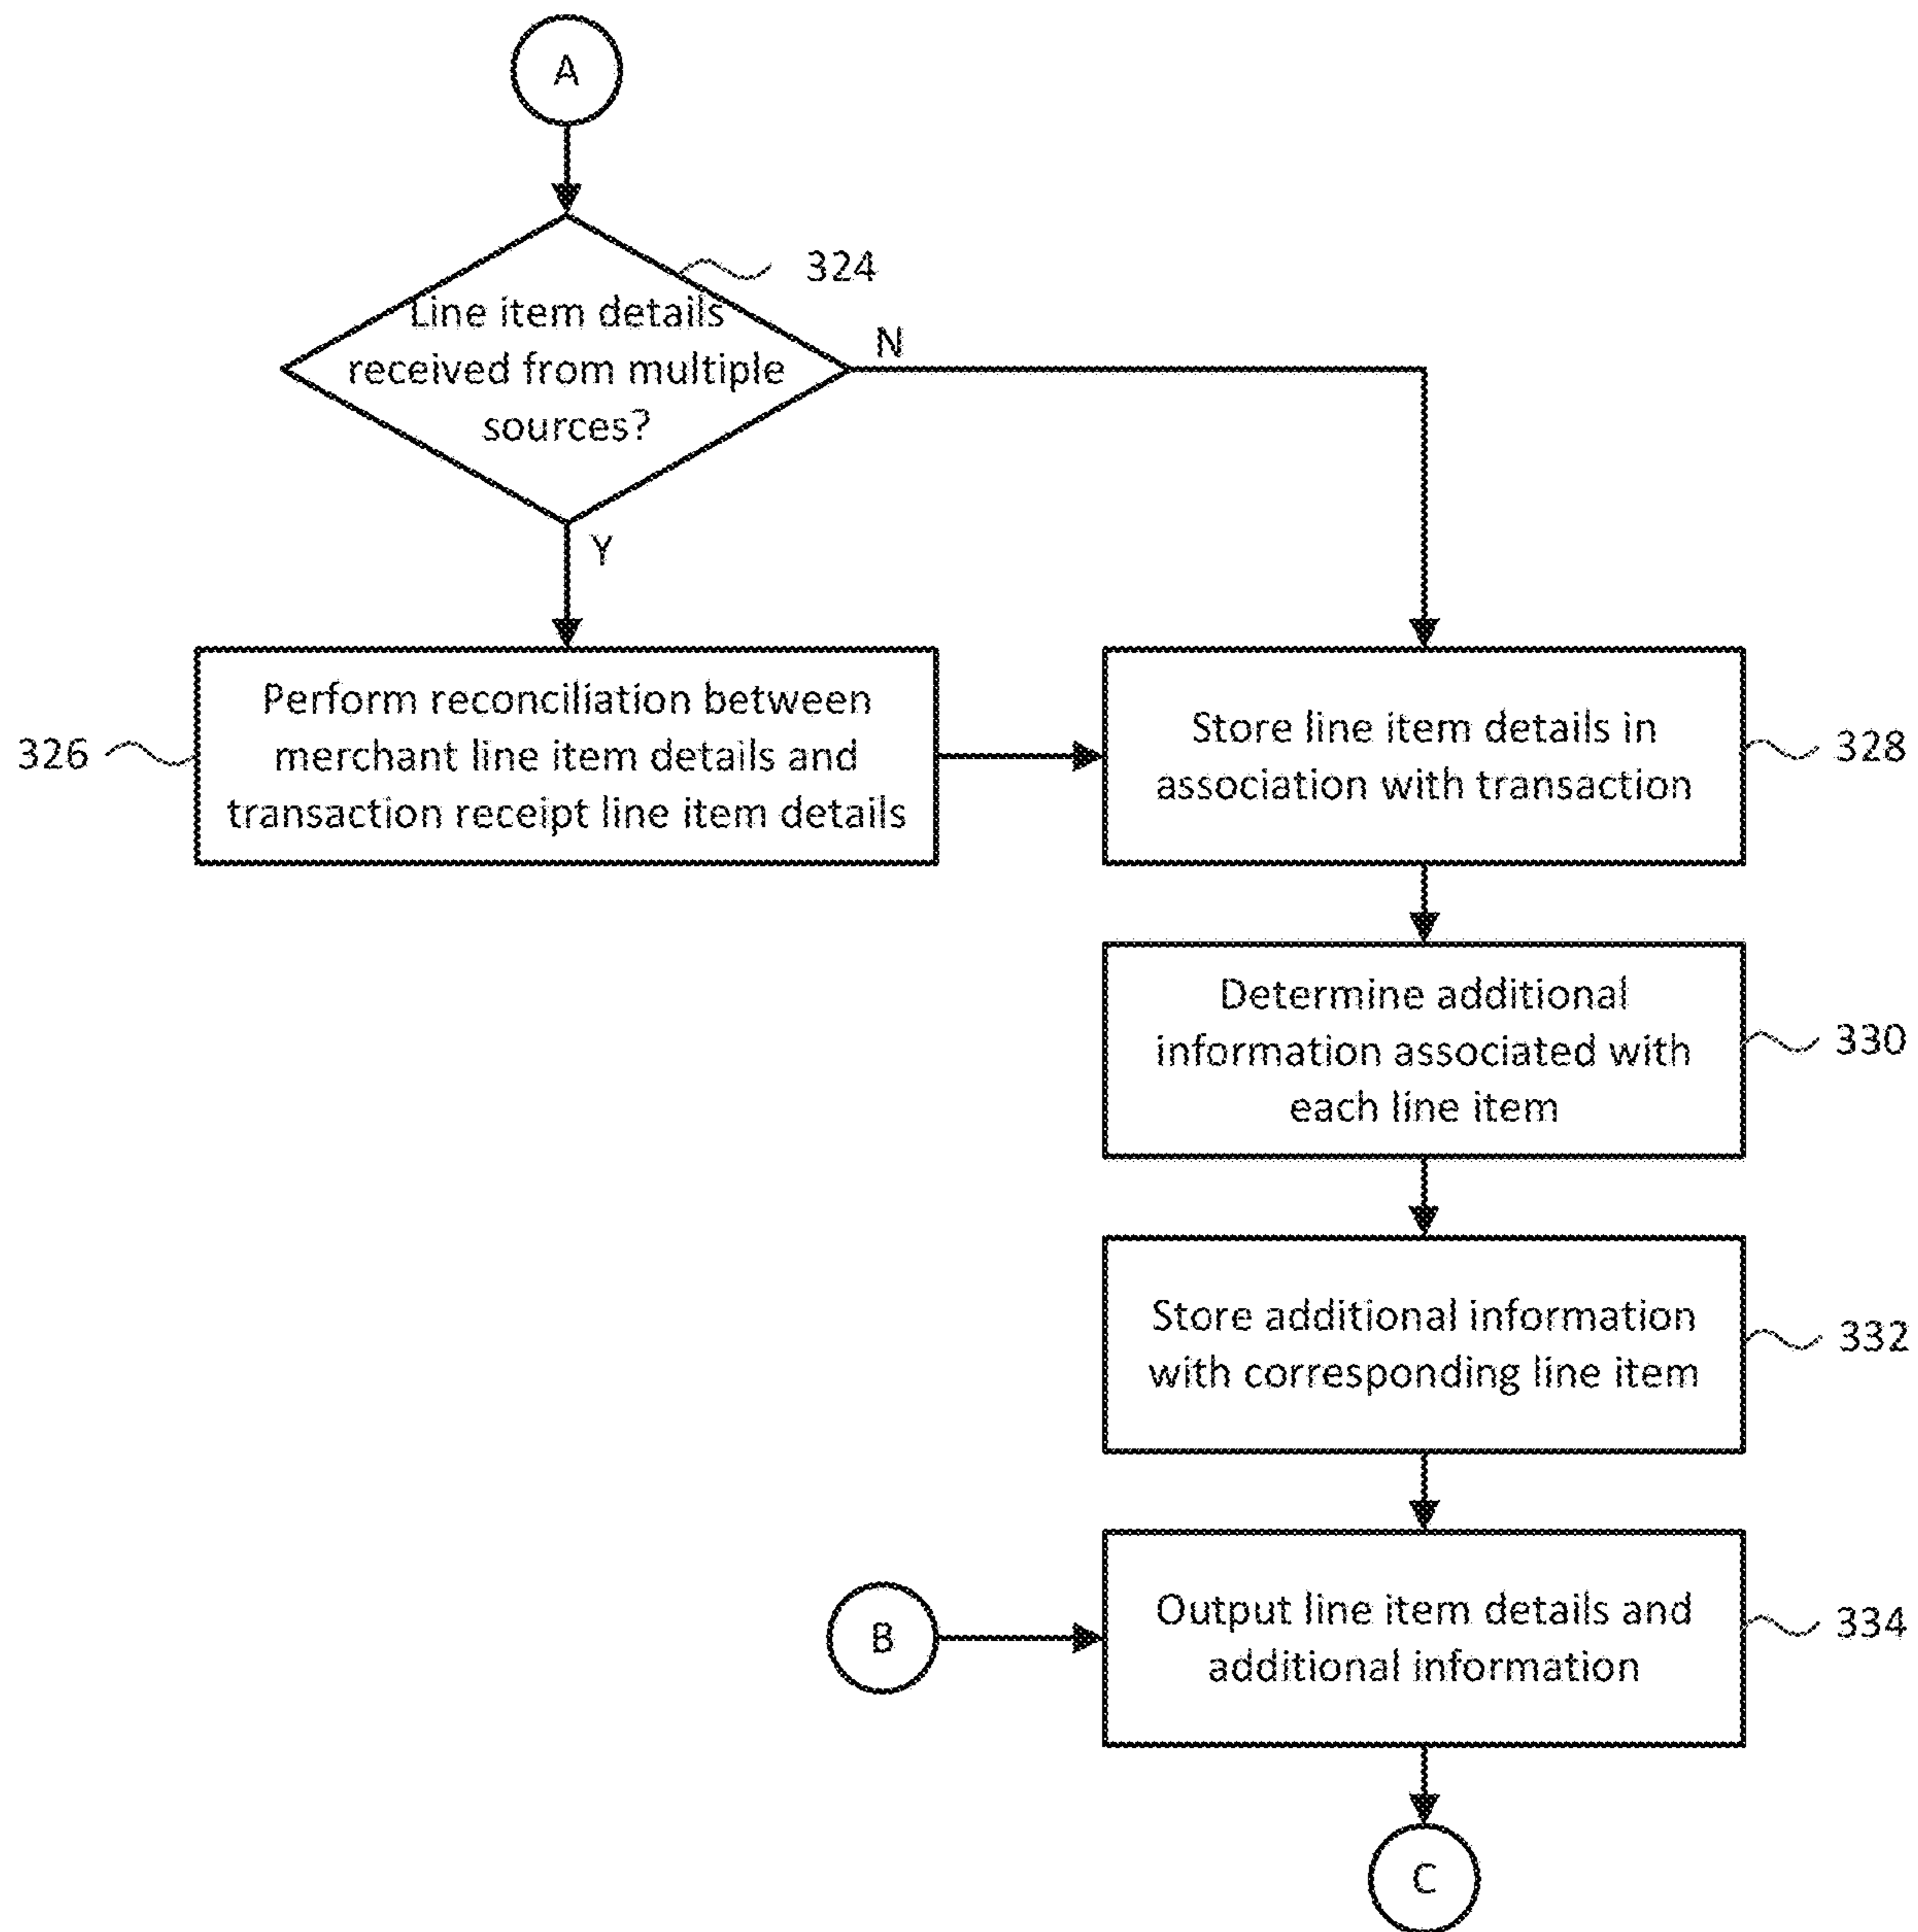 A
324
Line item details
received from multiple
sources?
N
Y
326
Perform reconciliation between
merchant line item details and
transaction receipt line item details
Store line item details in
association with transaction
328
Determine additional
information associated with
each line item
330
Store additional information
with corresponding line item
332
B
Output line item details and
additional information
334
C